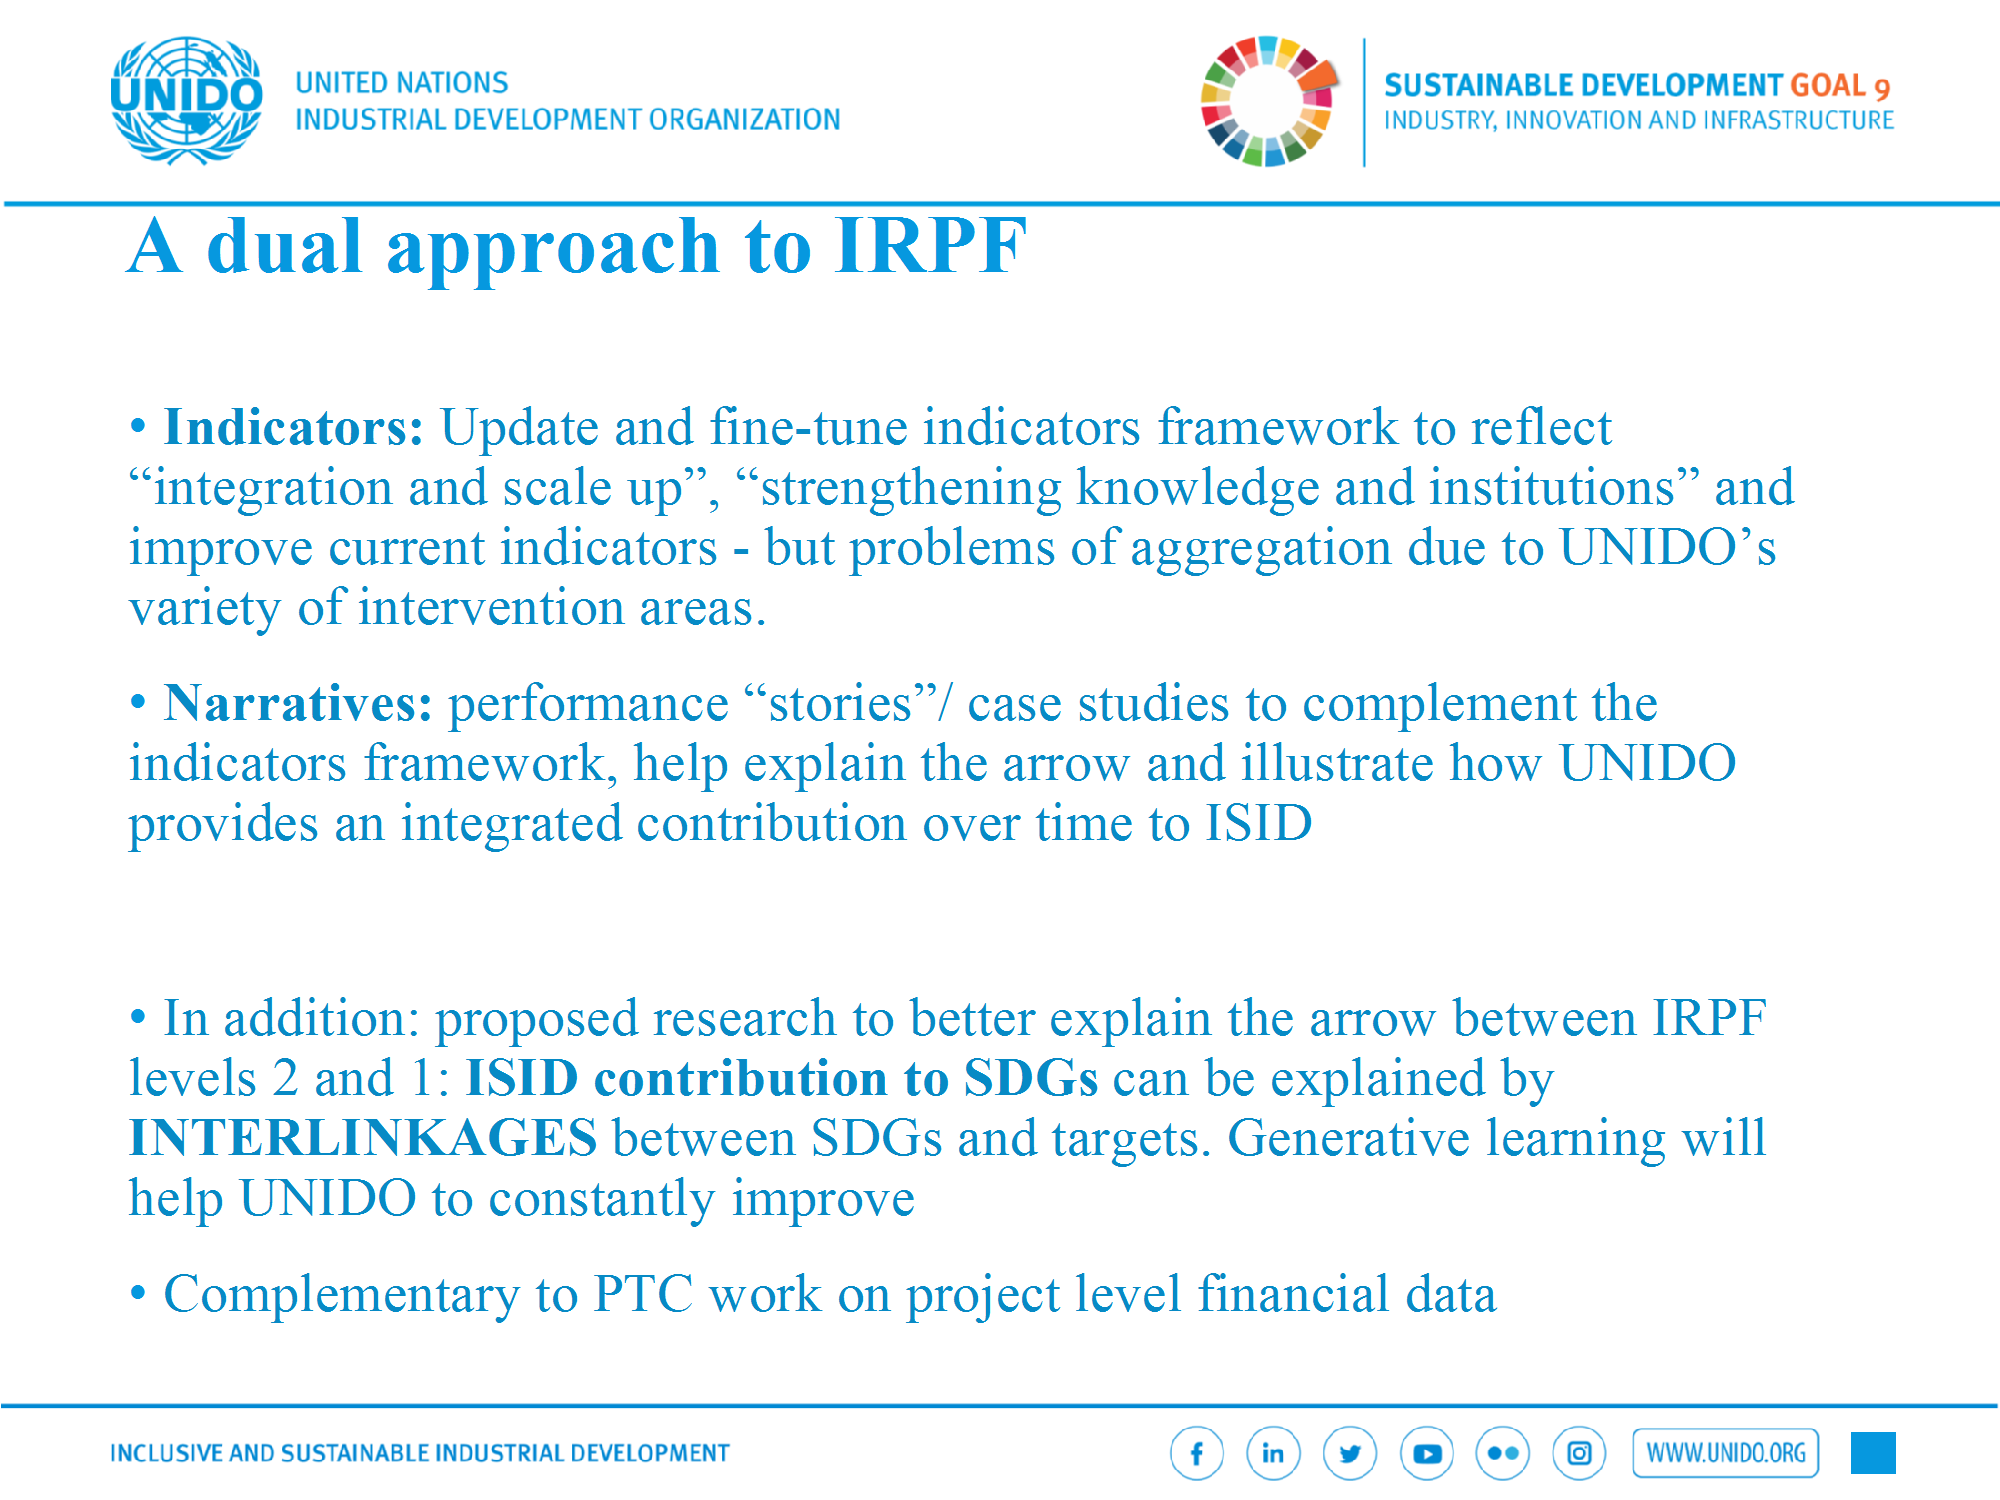 UNIDO
UNITED NATIONS
INDUSTRIAL DEVELOPMENT ORGANIZATION
SUSTAINABLE DEVELOPMENT GOAL 9
INDUSTRY, INNOVATION AND INFRASTRUCTURE
A dual approach to IRPF
• Indicators: Update and fine-tune indicators framework to reflect
“integration and scale up”, “strengthening knowledge and institutions” and
improve current indicators - but problems of aggregation due to UNIDO’s
variety of intervention areas.
• Narratives: performance “stories”/ case studies to complement the
indicators framework, help explain the arrow and illustrate how UNIDO
provides an integrated contribution over time to ISID
• In addition: proposed research to better explain the arrow between IRPF
levels 2 and 1: ISID contribution to SDGs can be explained by
INTERLINKAGES between SDGs and targets. Generative learning will
help UNIDO to constantly improve
• Complementary to PTC work on project level financial data
INCLUSIVE AND SUSTAINABLE INDUSTRIAL DEVELOPMENT
WWW.UNIDO.ORG